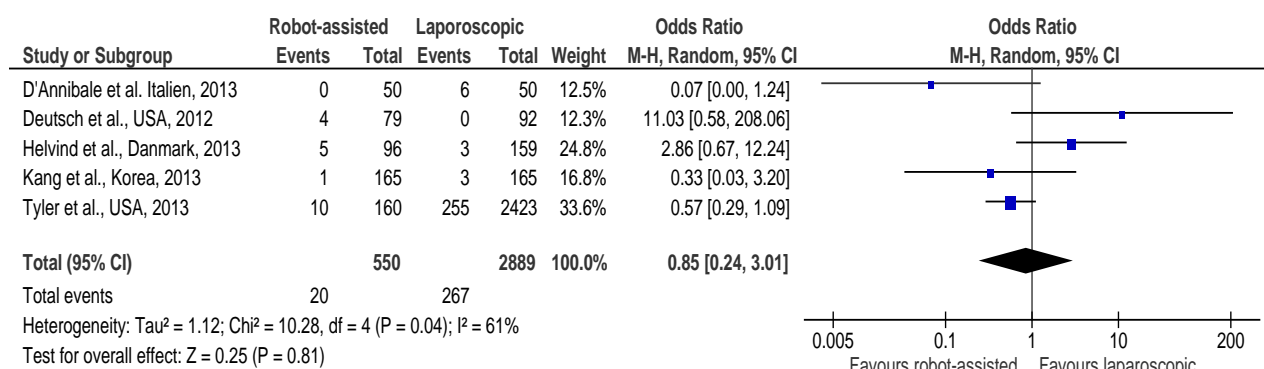 Robot-assisted Laparoscopic Odds Ratio Odds Ratio
Study or Subgroup Events Total Events Total Weight M-H, Random, 95% CI M-H, Random, 95% CI
D'Annibale et al. Italien, 2013 0 50 6 50 12.5% 0.07 [0.00, 1.24]
Deutsch et al., USA, 2012 4 79 0 92 12.3% 11.03 [0.58, 208.06]
Helvind et al., Danmark, 2013 5 96 3 159 24.8% 2.86 [0.67, 12.24]
Kang et al., Korea, 2013 1 165 3 165 16.8% 0.33 [0.03, 3.20]
Tyler et al., USA, 2013 10 160 255 2423 33.6% 0.57 [0.29, 1.09]
Total (95% CI) 550 2889 100.0% 0.85 [0.24, 3.01]
Total events 20 267
Heterogeneity: Tau² = 1.12; Chi² = 10.28, df = 4 (P = 0.04); I² = 61%
Test for overall effect: Z = 0.25 (P = 0.81)
0.005 0.1 1 10 200
Favours robot-assisted Favours laparoscopic